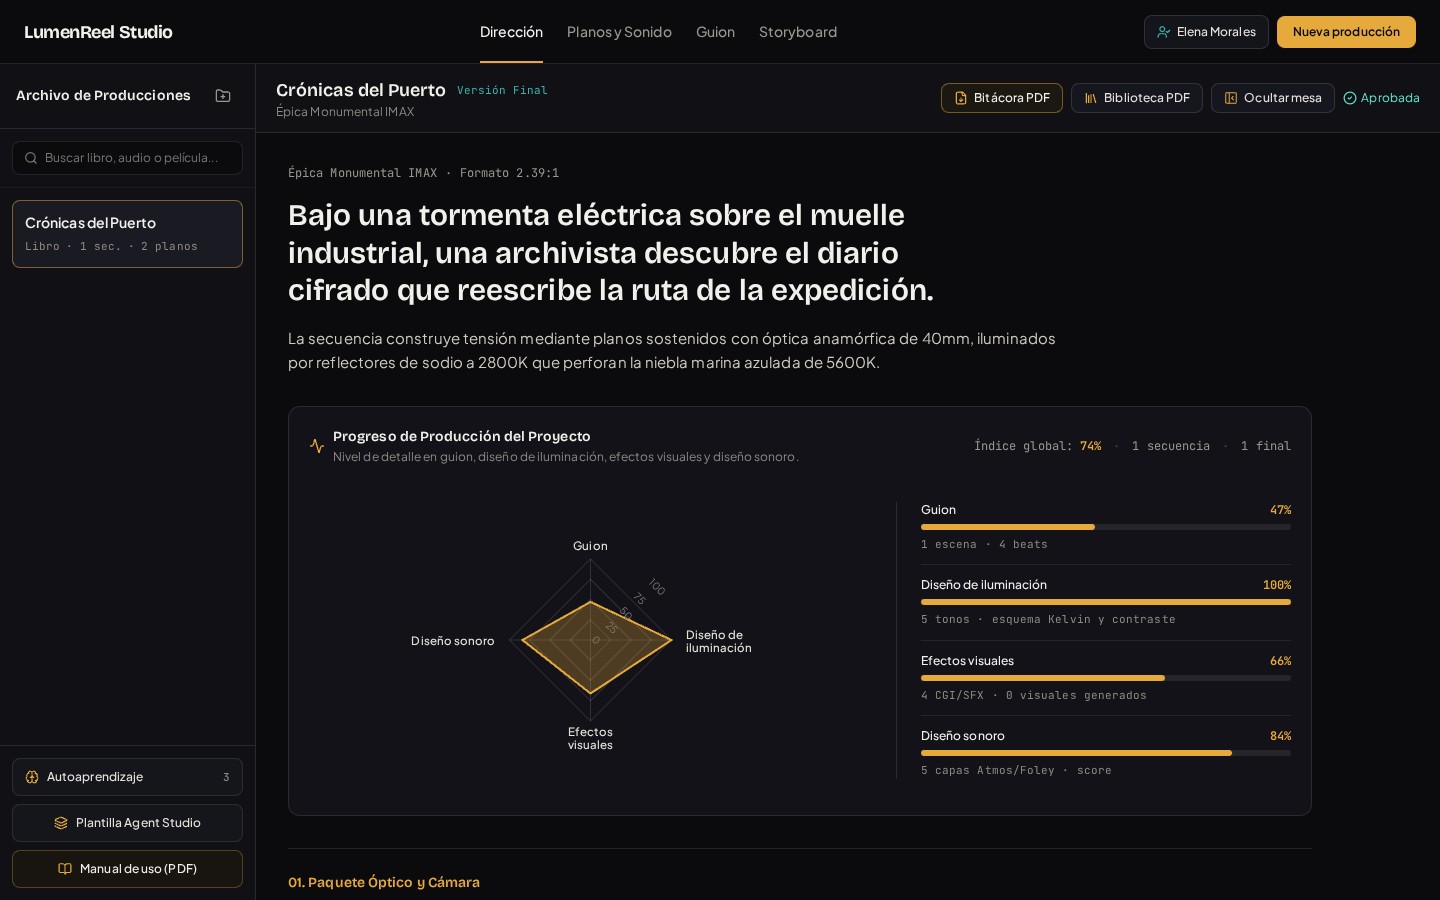 LumenReel Studio
Dirección
Planos y Sonido
Guion
Storyboard
Elena Morales
Nueva producción
Archivo de Producciones
Buscar libro, audio o película...
Crónicas del Puerto
Libro · 1 sec. · 2 planos
Autoaprendizaje 3
Plantilla Agent Studio
Manual de uso (PDF)
Crónicas del Puerto Versión Final
Épica Monumental IMAX
Bitácora PDF
Biblioteca PDF
Ocultar mesa
Aprobada
Épica Monumental IMAX · Formato 2.39:1
Bajo una tormenta eléctrica sobre el muelle
industrial, una archivista descubre el diario
cifrado que reescribe la ruta de la expedición.
La secuencia construye tensión mediante planos sostenidos con óptica anamórfica de 40mm, iluminados
por reflectores de sodio a 2800K que perforan la niebla marina azulada de 5600K.
Progreso de Producción del Proyecto
Nivel de detalle en guion, diseño de iluminación, efectos visuales y diseño sonoro.
Índice global: 74% · 1 secuencia · 1 final
Guion
100
75
50
25
0
Diseño sonoro
Diseño de
iluminación
Efectos
visuales
Guion 47%
1 escena · 4 beats
Diseño de iluminación 100%
5 tonos · esquema Kelvin y contraste
Efectos visuales 66%
4 CGI/SFX · 0 visuales generados
Diseño sonoro 84%
5 capas Atmos/Foley · score
01. Paquete Óptico y Cámara